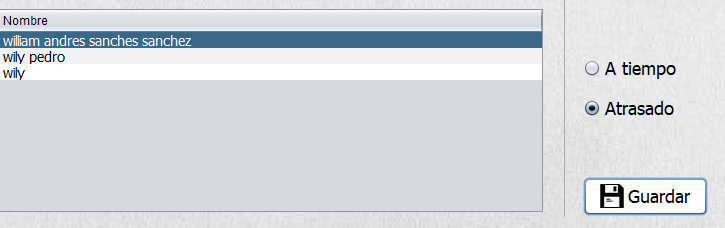 Nombre
william andres sanches sanchez
wily pedro
wily
A tiempo
Atrasado
Guardar